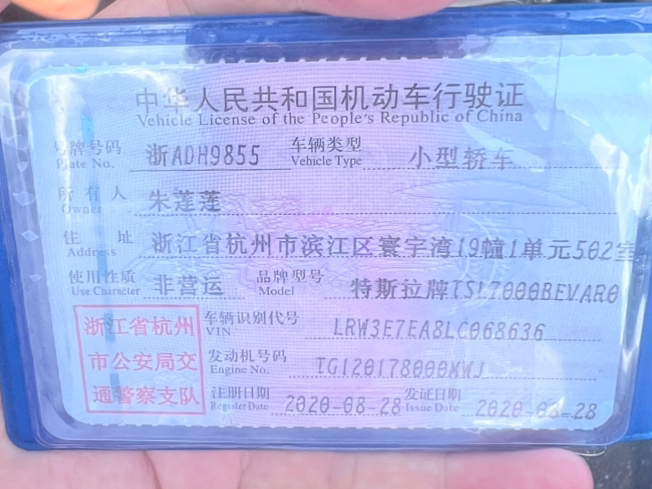 中华人民共和国机动车行驶证
Vehicle License of the People's Republic of China
号牌号码 浙ADH9855 车辆类型 小型轿车
Plate No. Vehicle Type
所有人 朱莲莲
Owner
住址 浙江省杭州市滨江区寰宇湾19幢1单元502室
Address
使用性质 非营运 品牌型号 特斯拉牌TSL7000BEVAR0
Use Character Model
浙江省杭州
市公安局交
通警察支队
车辆识别代号 LRW3E7EA8LC068636
VIN
发动机号码 TG120178000MWJ
Engine No.
注册日期 2020-08-28 发证日期 2020-08-28
Register Date Issue Date